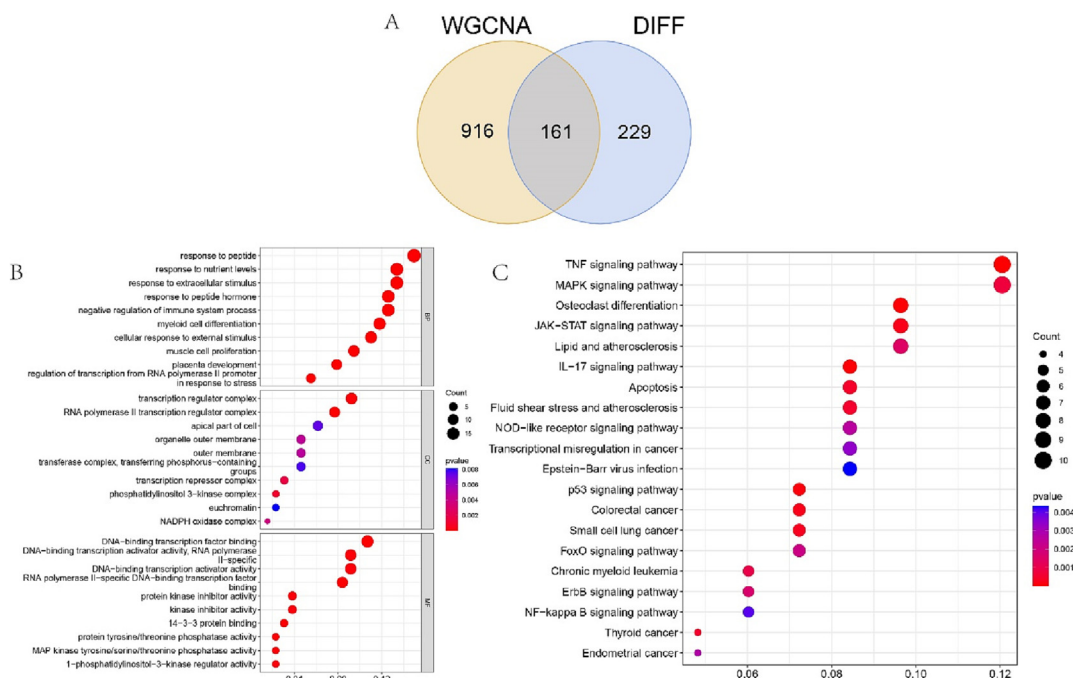 A
WGCNA
DIFF
916
161
229
B
response to peptide
response to nutrient levels
response to extracellular stimulus
response to peptide hormone
negative regulation of immune system process
myeloid cell differentiation
cellular response to external stimulus
muscle cell proliferation
placenta development
regulation of transcription from RNA polymerase II promoter
in response to stress
BP
transcription regulator complex
RNA polymerase II transcription regulator complex
apical part of cell
organelle outer membrane
outer membrane
transferase complex, transferring phosphorus-containing
groups
transcription repressor complex
phosphatidylinositol 3-kinase complex
euchromatin
NADPH oxidase complex
CC
DNA-binding transcription factor binding
DNA-binding transcription activator activity, RNA polymerase
II-specific
DNA-binding transcription activator activity
RNA polymerase II-specific DNA-binding transcription factor
binding
protein kinase inhibitor activity
kinase inhibitor activity
14-3-3 protein binding
protein tyrosine/threonine phosphatase activity
MAP kinase tyrosine/serine/threonine phosphatase activity
1-phosphatidylinositol-3-kinase regulator activity
MF
Count
5
10
15
pvalue
0.008
0.006
0.004
0.002
C
TNF signaling pathway
MAPK signaling pathway
Osteoclast differentiation
JAK-STAT signaling pathway
Lipid and atherosclerosis
IL-17 signaling pathway
Apoptosis
Fluid shear stress and atherosclerosis
NOD-like receptor signaling pathway
Transcriptional misregulation in cancer
Epstein-Barr virus infection
p53 signaling pathway
Colorectal cancer
Small cell lung cancer
FoxO signaling pathway
Chronic myeloid leukemia
ErbB signaling pathway
NF-kappa B signaling pathway
Thyroid cancer
Endometrial cancer
0.06
0.08
0.10
0.12
Count
4
5
6
7
8
9
10
pvalue
0.004
0.003
0.002
0.001